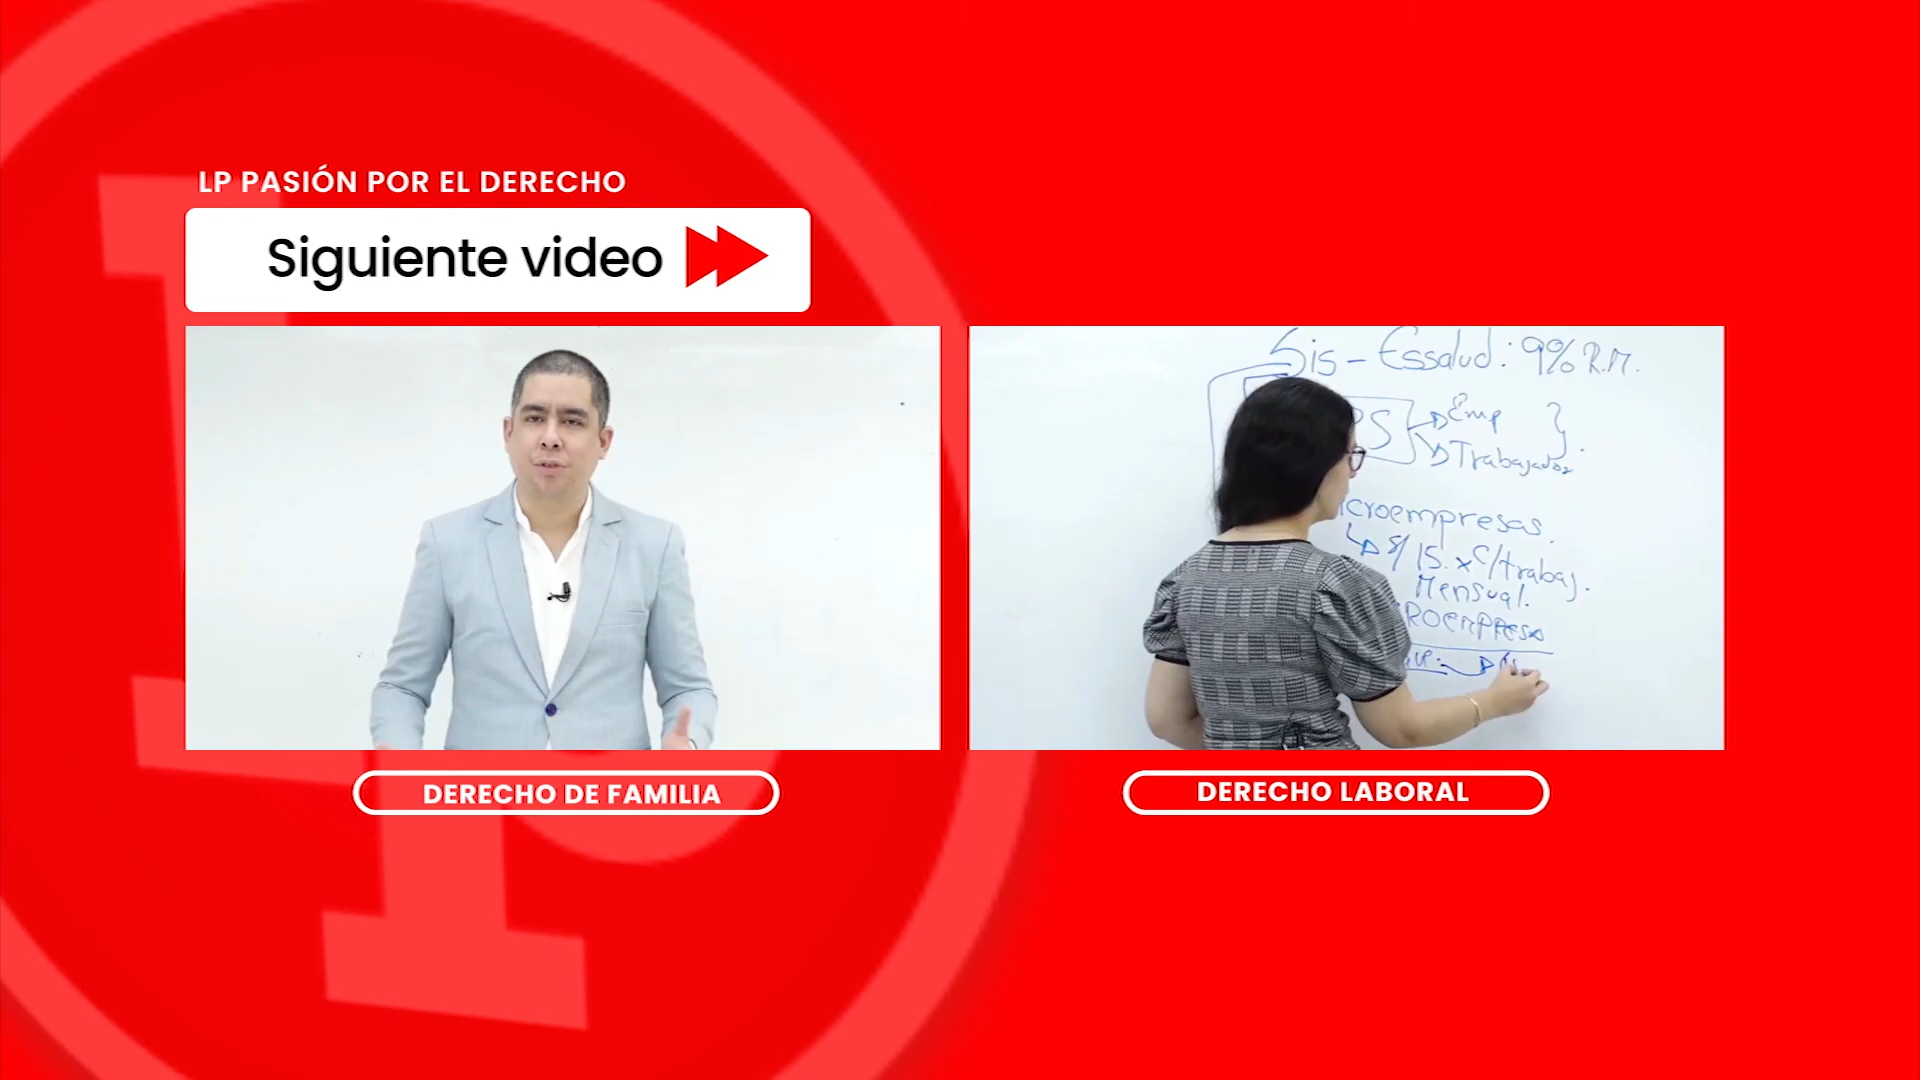 LP PASIÓN POR EL DERECHO
Siguiente video
Sis - Essalud: 9% R.M.
Emp
Trabajador
croempresas.
S/ 15. x c/trabaj.
Mensual.
DERECHO DE FAMILIA
DERECHO LABORAL